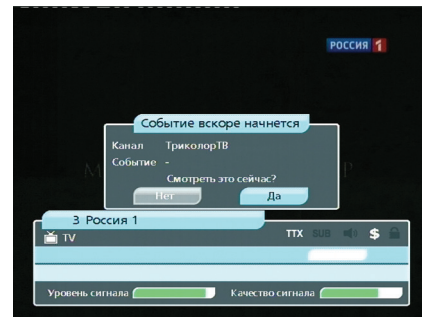 РОССИЯ 1
Событие вскоре начнется
Канал ТриколорТВ
Событие -
Смотреть это сейчас?
Нет Да
3 Россия 1
TV TTX SUB $
Уровень сигнала Качество сигнала